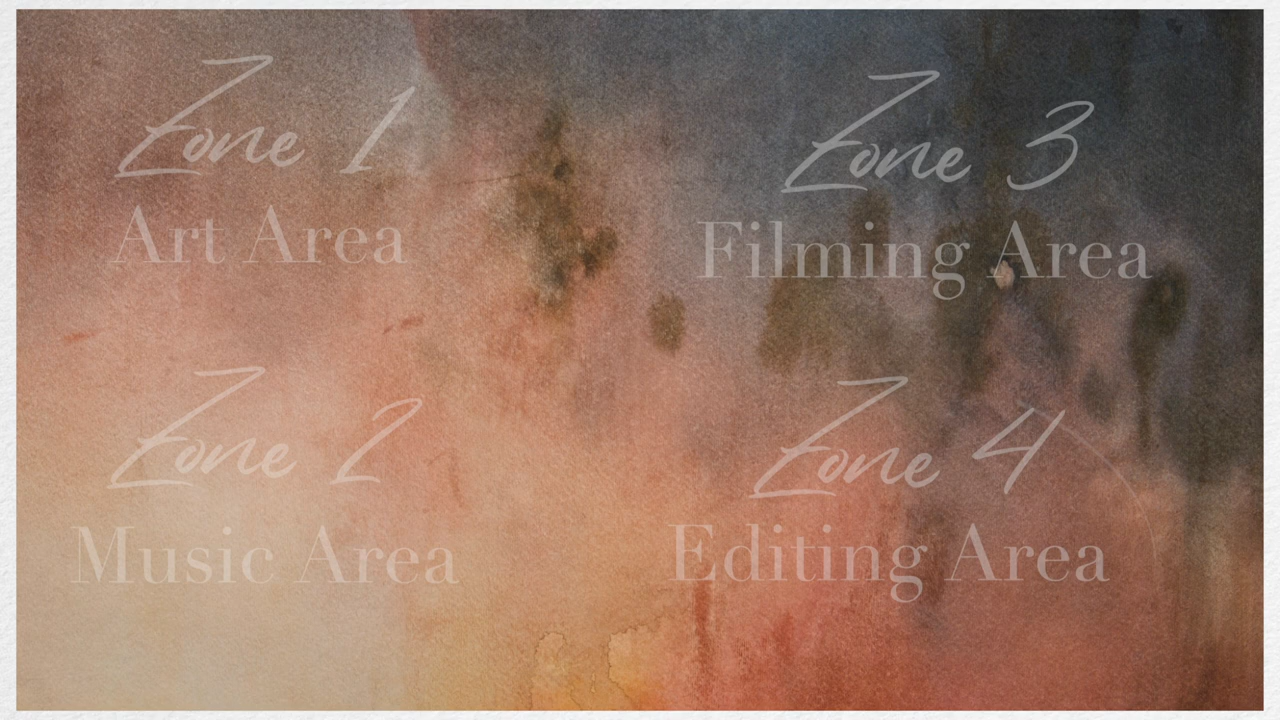 Zone 1
Art Area
Zone 2
Music Area
Zone 3
Filming Area
Zone 4
Editing Area